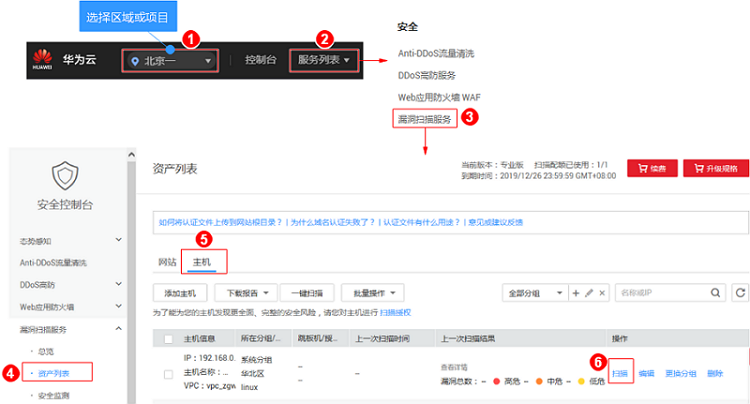 选择区域或项目
1
2
HUAWEI
华为云
北京一
控制台
服务列表
安全
Anti-DDoS流量清洗
DDoS高防服务
Web应用防火墙 WAF
漏洞扫描服务
3
安全控制台
态势感知
Anti-DDoS流量清洗
DDoS高防
Web应用防火墙
漏洞扫描服务
· 总览
4
· 资产列表
· 安全监测
资产列表
当前版本：专业版 扫描配额已使用：1/1
到期时间：2019/12/26 23:59:59 GMT+08:00
续费
升级规格
如何将认证文件上传到网站根目录？ | 为什么域名认证失败了？ | 认证文件有什么用途？ | 意见或建议反馈
5
网站
主机
添加主机
下载报告
一键扫描
批量操作
全部分组
名称或IP
为了能为您的主机发现更全面、完整的安全风险，请您对主机进行 扫描授权
主机信息 所在分组/... 跳板机/授... 上一次扫描时间 上一次扫描结果 操作
IP：192.168.0. 系统分组
主机名称：... 华北区
VPC：vpc_zgw linux
--
--
--
查看详情
漏洞总数： -- 高危 -- 中危 -- 低危
6
扫描 编辑 更换分组 删除